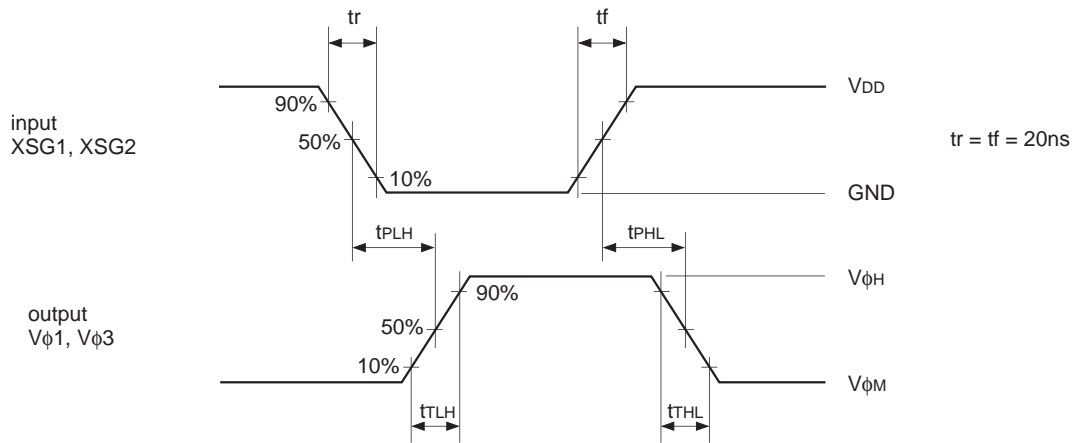 tr
tf
VDD
90%
input
XSG1, XSG2
50%
tr = tf = 20ns
10%
GND
tPLH
tPHL
VϕH
90%
output
Vϕ1, Vϕ3
50%
10%
VϕM
tTLH
tTHL